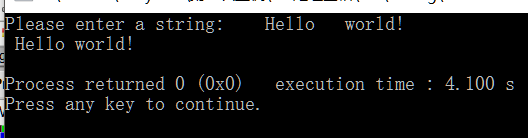 Please enter a string:   Hello   world!
 Hello world!

Process returned 0 (0x0)   execution time : 4.100 s
Press any key to continue.